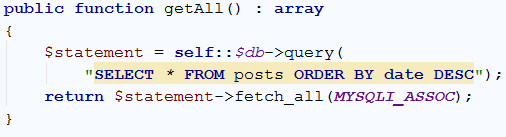 public function getAll() : array
{
$statement = self::$db->query(
"SELECT * FROM posts ORDER BY date DESC");
return $statement->fetch_all(MYSQLI_ASSOC);
}